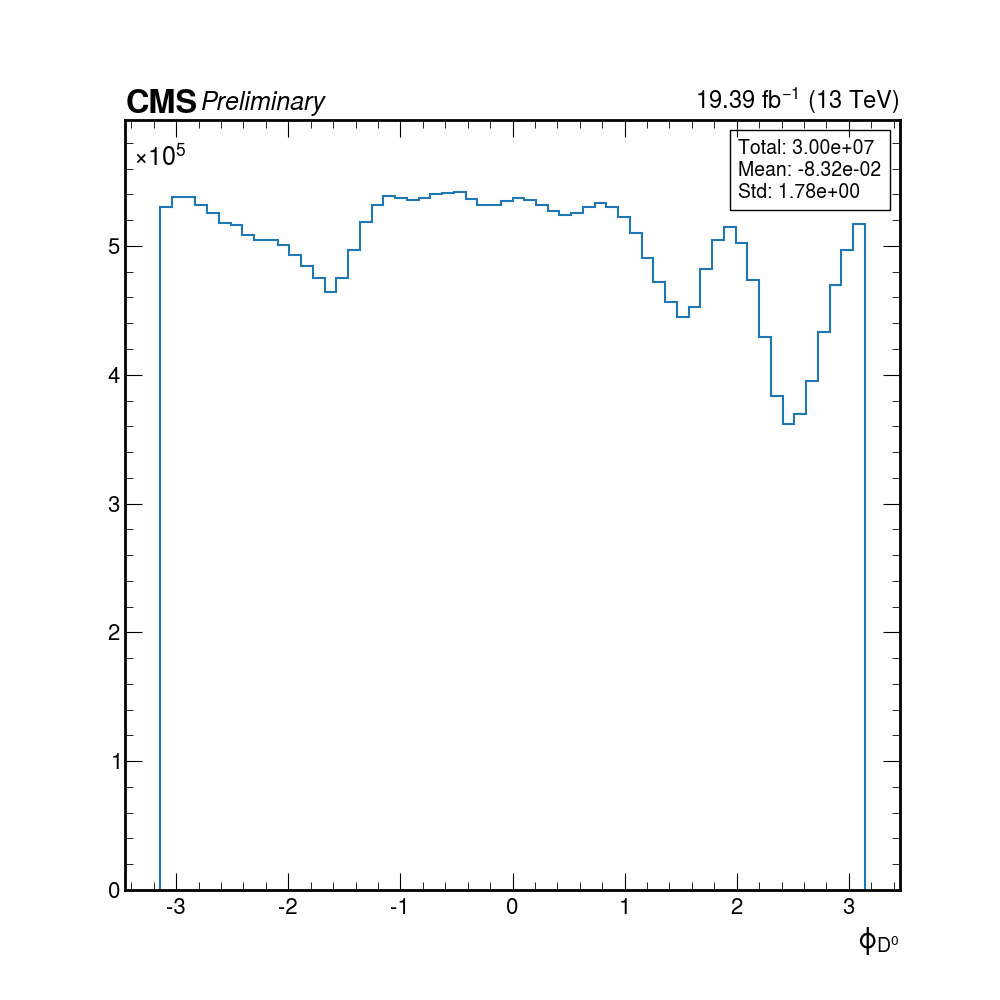 CMS Preliminary
19.39 fb⁻¹ (13 TeV)
×10⁵
Total: 3.00e+07
Mean: -8.32e-02
Std: 1.78e+00
5
4
3
2
1
0
-3 -2 -1 0 1 2 3
ϕ_D⁰